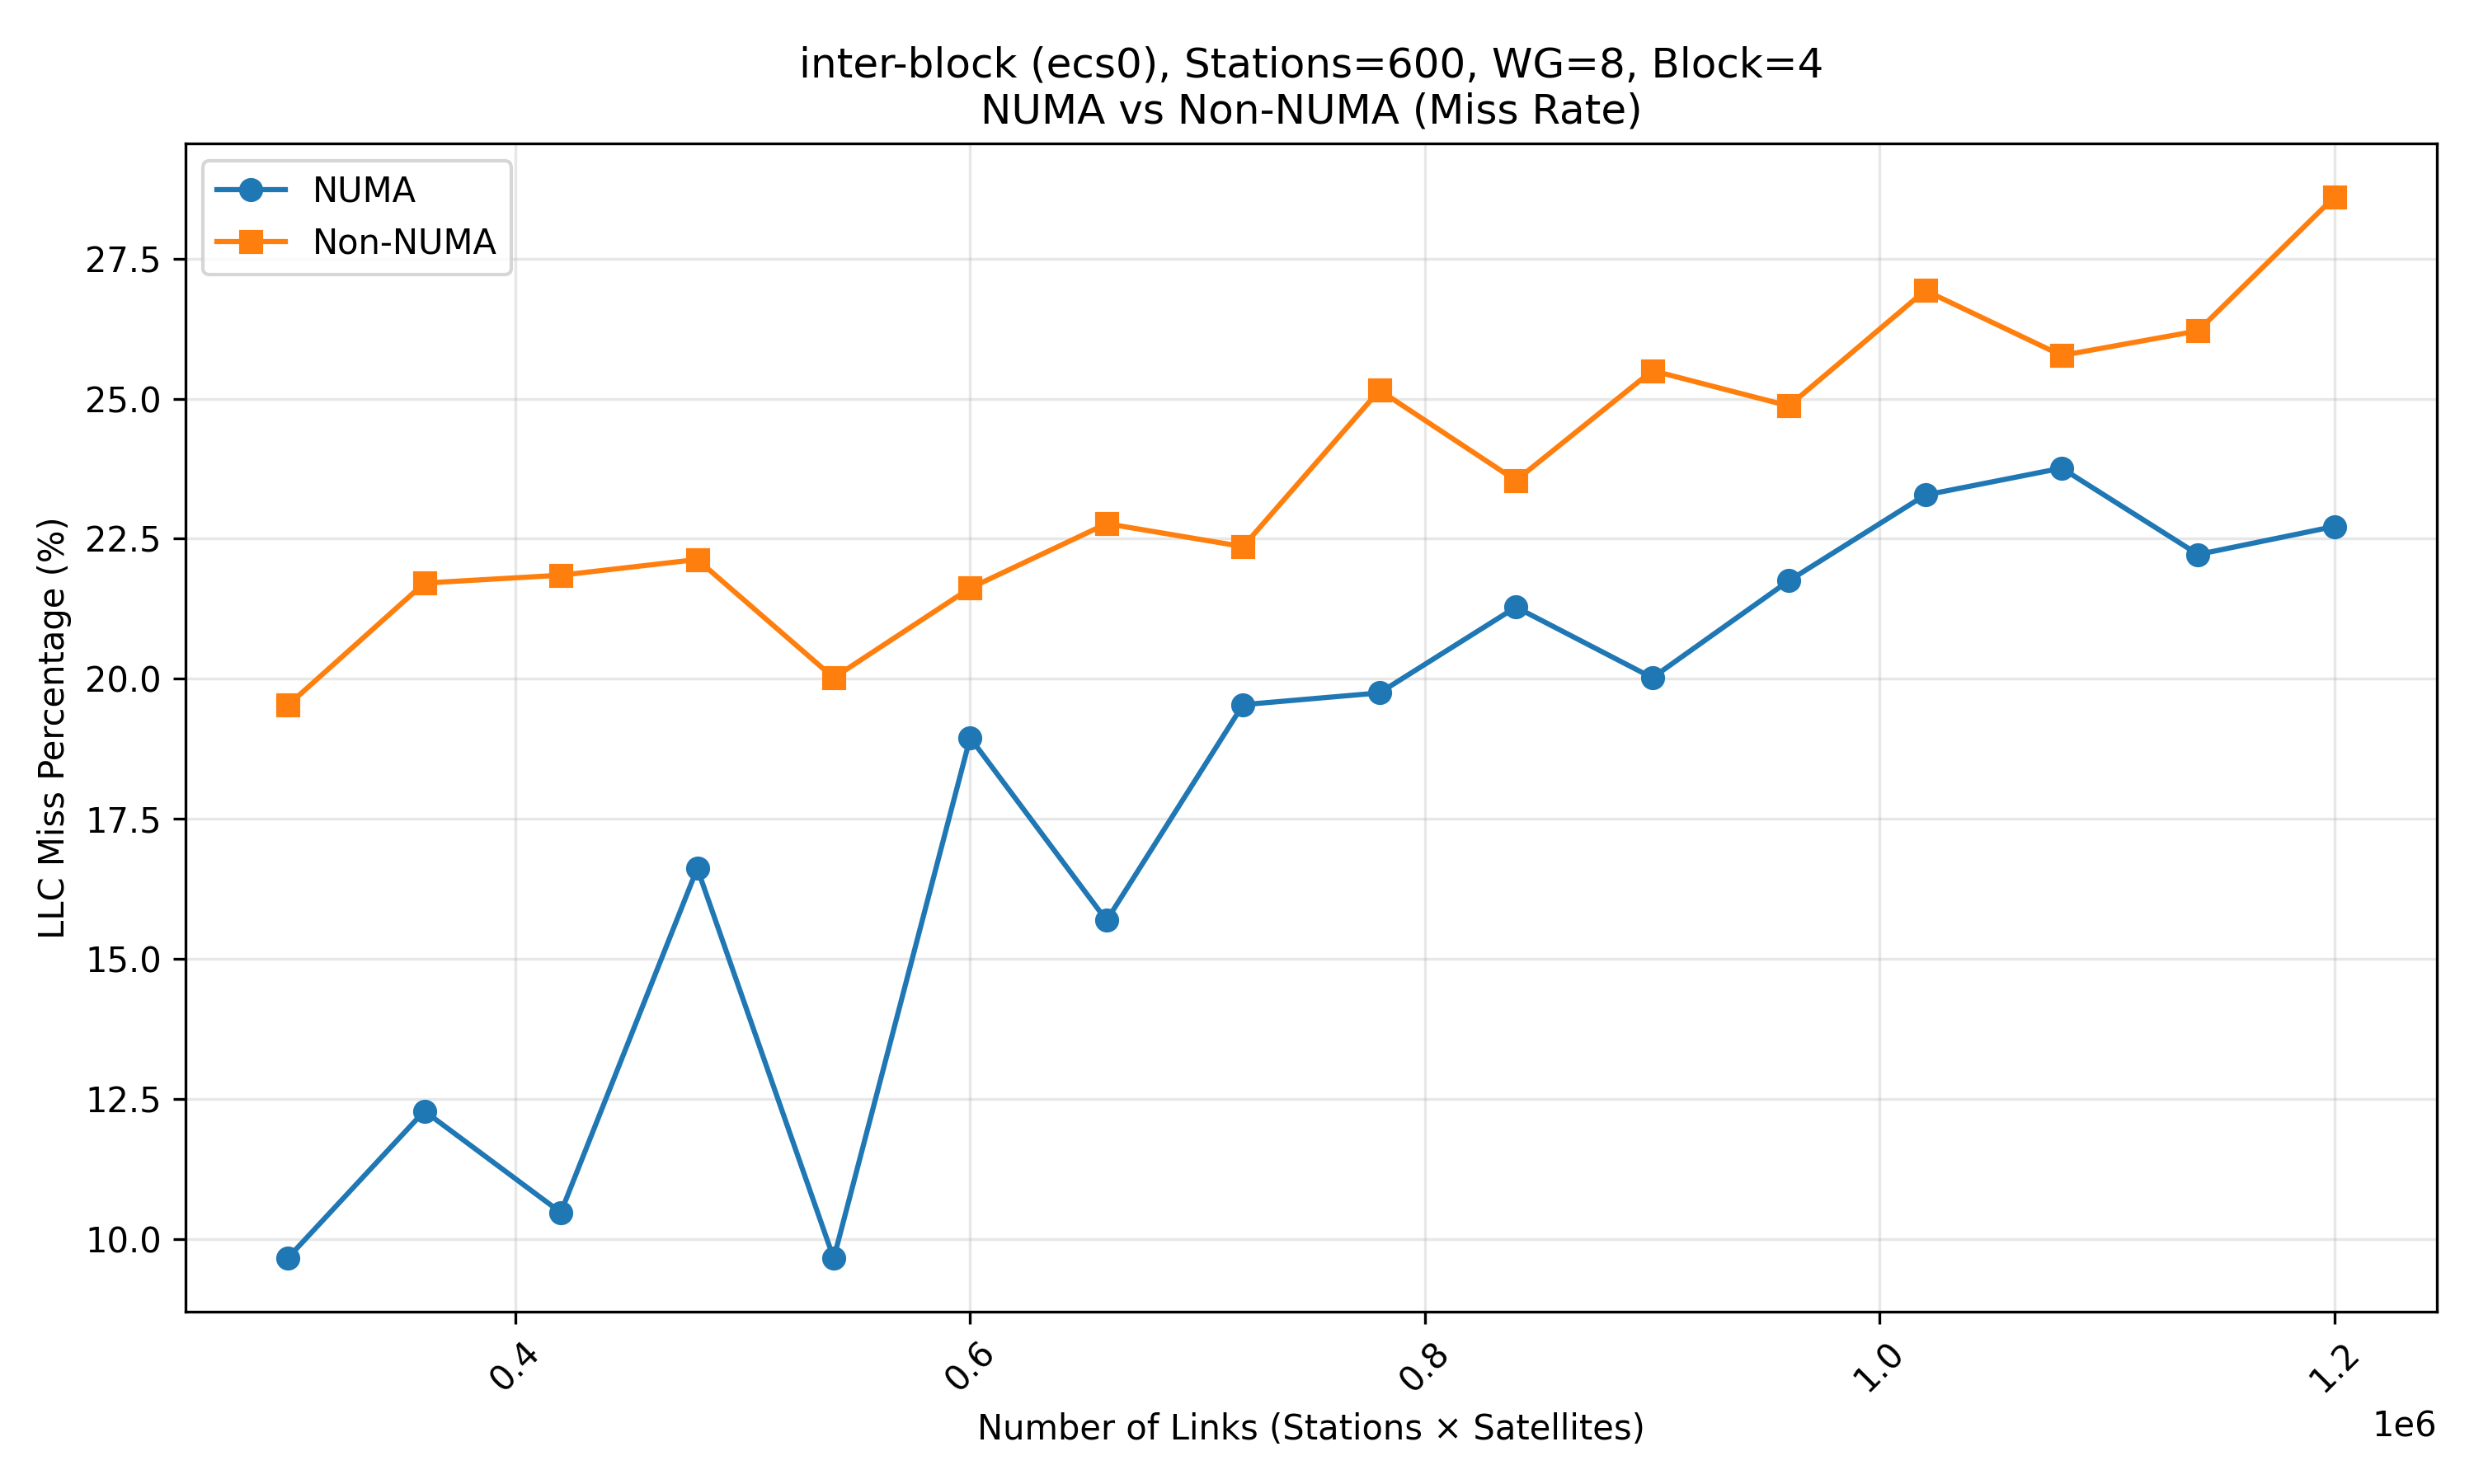 inter-block (ecs0), Stations=600, WG=8, Block=4
NUMA vs Non-NUMA (Miss Rate)
NUMA
Non-NUMA
LLC Miss Percentage (%)
27.5
25.0
22.5
20.0
17.5
15.0
12.5
10.0
0.4
0.6
0.8
1.0
1.2
1e6
Number of Links (Stations × Satellites)